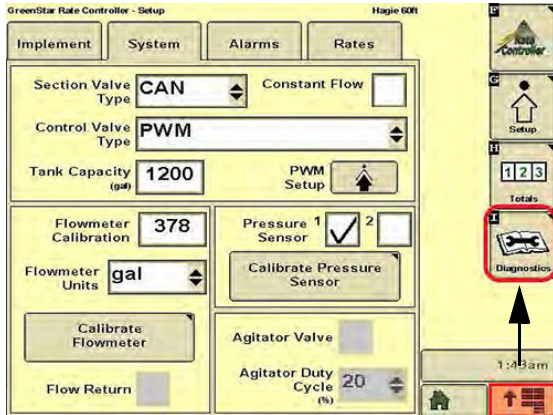 GreenStar Rate Controller - Setup
Hagie 60ft
Implement
System
Alarms
Rates
Section Valve
Type
CAN
Constant Flow
Control Valve
Type
PWM
Tank Capacity
(gal)
1200
PWM
Setup
Flowmeter
Calibration
378
Flowmeter
Units
gal
Calibrate
Flowmeter
Flow Return
Pressure
Sensor
1
2
Calibrate Pressure
Sensor
Agitator Valve
Agitator Duty
Cycle
(%)
20
F
Rate
Controller
G
Setup
H
1 2 3
Totals
I
Diagnostics
1:43am